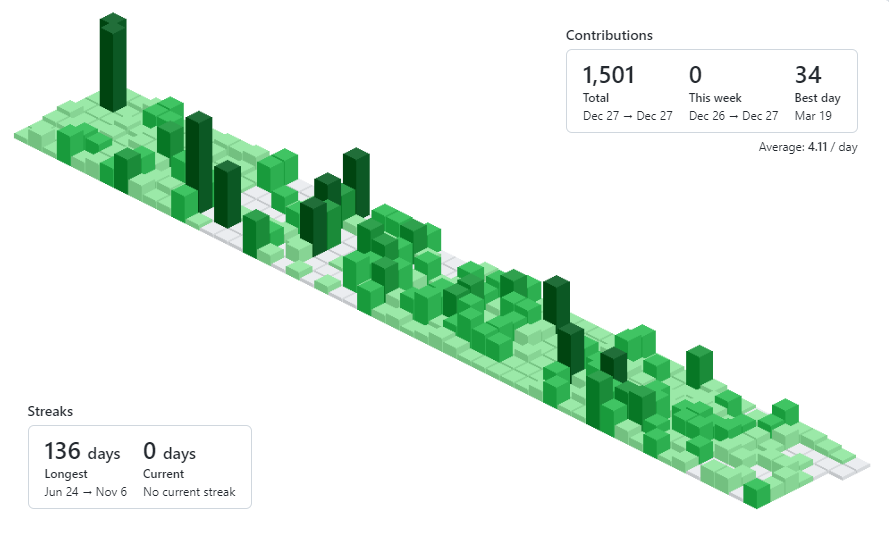 Contributions
1,501 0 34
Total This week Best day
Dec 27 → Dec 27 Dec 26 → Dec 27 Mar 19
Average: 4.11 / day
Streaks
136 days 0 days
Longest Current
Jun 24 → Nov 6 No current streak